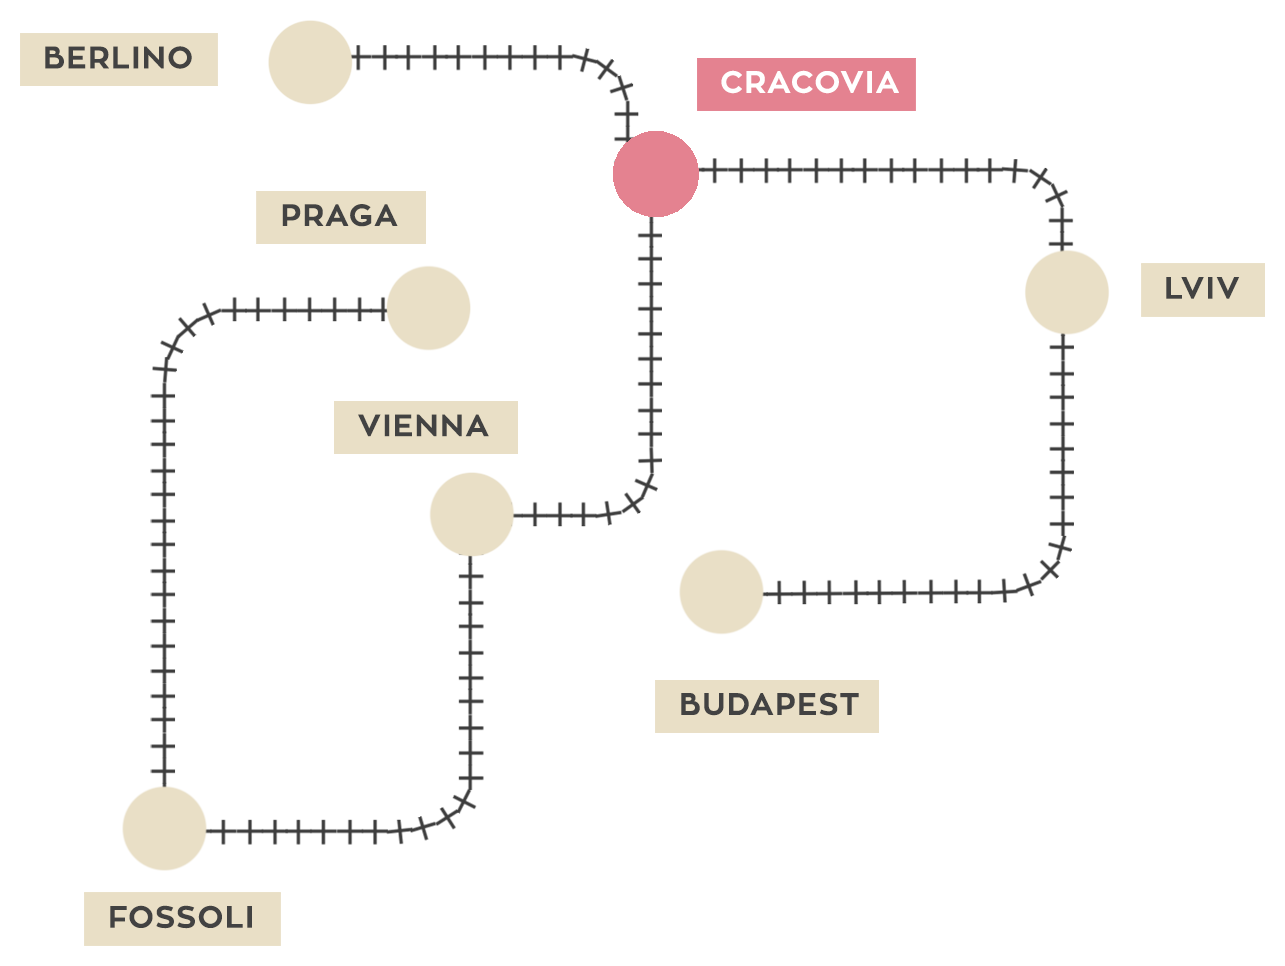 BERLINO
CRACOVIA
PRAGA
LVIV
VIENNA
BUDAPEST
FOSSOLI